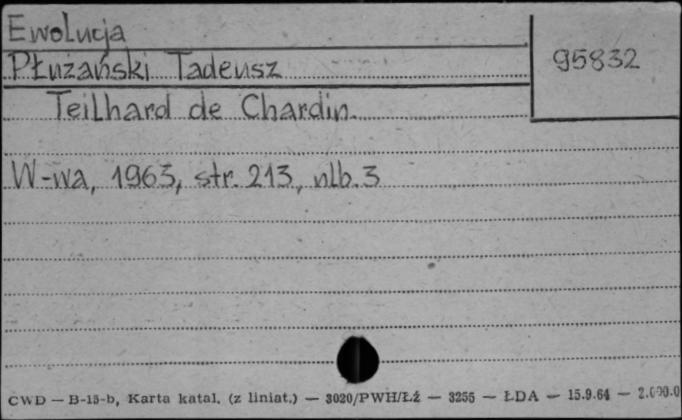 Ewolucja
95832
Płużański Tadeusz
Teilhard de Chardin.
W-wa, 1963, str. 213, nlb. 3
CWD — B-15-b, Karta katal. (z liniat.) — 3020/PWH/ŁŻ — 3255 — ŁDA — 15.9.64 — 2.000.0